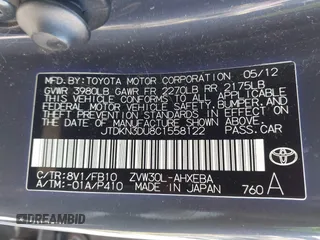 MFD.BY:TOYOTA MOTOR CORPORATION 05/12
GVWR 3980LB GAWR FR 2270LB RR 2175LB
THIS VEHICLE CONFORMS TO ALL APPLICABLE
FEDERAL MOTOR VEHICLE SAFETY, BUMPER,
AND THEFT PREVENTION STANDARDS IN EFFECT
ON THE DATE OF MANUFACTURE SHOWN ABOVE.
JTDKN3DU8C1558122 PASS.CAR
C/TR:8V1/FB10 ZVW30L-AHXEBA
A/TM:-01A/P410 MADE IN JAPAN 760 A
TOYOTA
DREAMBID